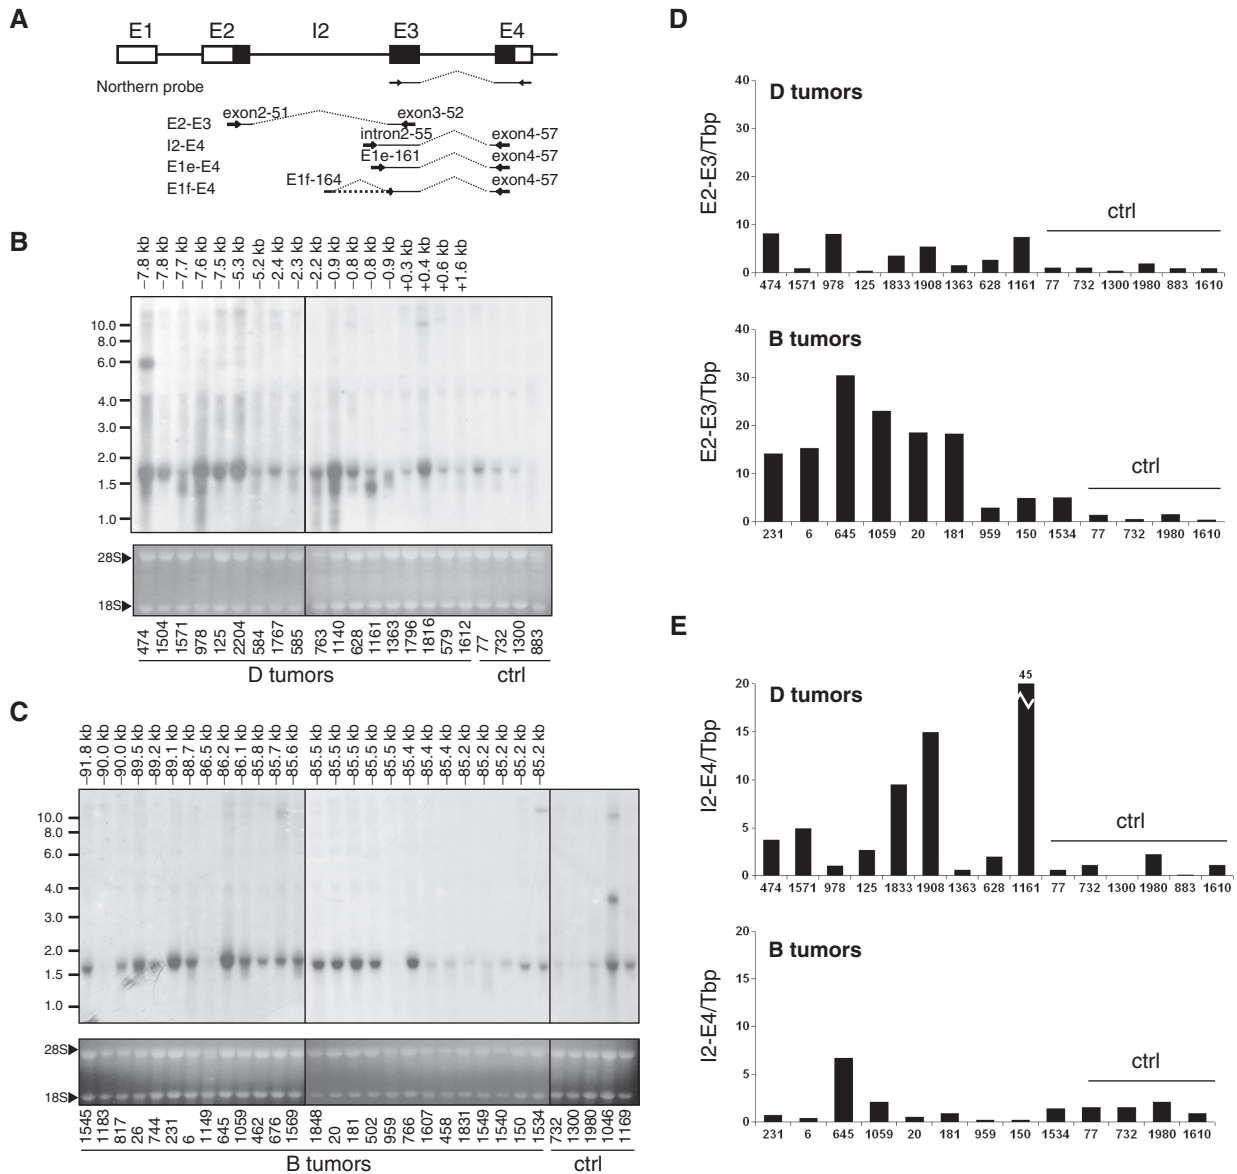 A
E1 E2 I2 E3 E4
Northern probe
E2-E3 exon2-51 exon3-52
I2-E4 intron2-55 exon4-57
E1e-E4 E1e-161 exon4-57
E1f-E4 E1f-164 exon4-57
B
−7.8 kb −7.8 kb −7.7 kb −7.6 kb −7.5 kb −5.3 kb −5.2 kb −2.4 kb −2.3 kb −2.2 kb −0.9 kb −0.8 kb −0.8 kb −0.9 kb +0.3 kb +0.4 kb +0.6 kb +1.6 kb
10.0
8.0
6.0
4.0
3.0
2.0
1.5
1.0
28S
18S
474 1504 1571 978 125 2204 584 1767 585 763 1140 628 1161 1363 1796 1816 579 1612 77 732 1300 883
D tumors ctrl
C
−91.8 kb −90.0 kb −90.0 kb −89.5 kb −89.2 kb −89.1 kb −88.7 kb −86.5 kb −86.2 kb −86.1 kb −85.8 kb −85.7 kb −85.6 kb −85.5 kb −85.5 kb −85.5 kb −85.5 kb −85.5 kb −85.4 kb −85.4 kb −85.4 kb −85.2 kb −85.2 kb −85.2 kb −85.2 kb −85.2 kb
10.0
8.0
6.0
4.0
3.0
2.0
1.5
1.0
28S
18S
1545 1183 817 26 744 231 6 1149 645 1059 462 676 1569 1848 20 181 502 959 766 1607 458 1831 1549 1540 150 1534 732 1300 1980 1046 1169
B tumors ctrl
D
D tumors
E2-E3/Tbp
40
30
20
10
0
ctrl
474 1571 978 125 1833 1908 1363 628 1161 77 732 1300 1980 883 1610
B tumors
E2-E3/Tbp
40
30
20
10
0
ctrl
231 6 645 1059 20 181 959 150 1534 77 732 1980 1610
E
D tumors
I2-E4/Tbp
45
20
15
10
5
0
ctrl
474 1571 978 125 1833 1908 1363 628 1161 77 732 1300 1980 883 1610
B tumors
I2-E4/Tbp
20
15
10
5
0
ctrl
231 6 645 1059 20 181 959 150 1534 77 732 1980 1610